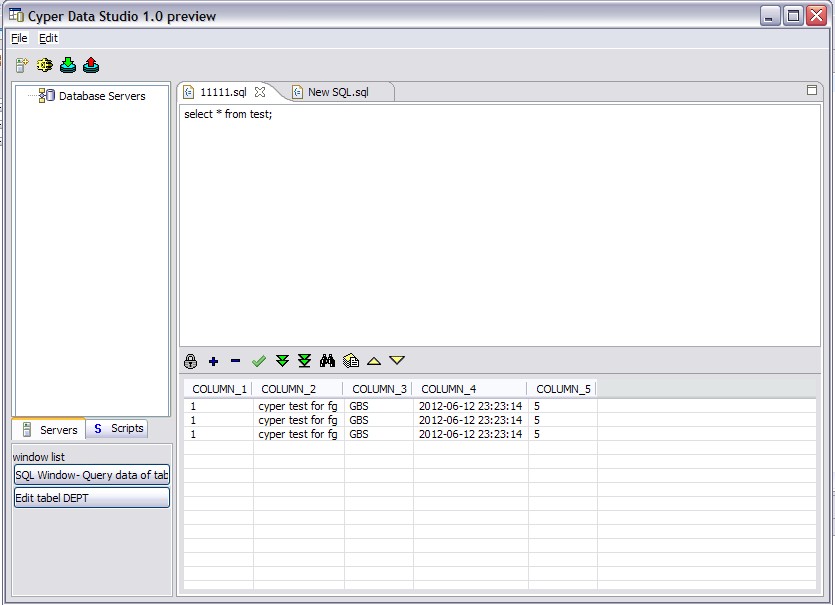 Cyper Data Studio 1.0 preview
File Edit
Database Servers
11111.sql
New SQL.sql
select * from test;
COLUMN_1 COLUMN_2 COLUMN_3 COLUMN_4 COLUMN_5
1 cyper test for fg GBS 2012-06-12 23:23:14 5
1 cyper test for fg GBS 2012-06-12 23:23:14 5
1 cyper test for fg GBS 2012-06-12 23:23:14 5
Servers
S Scripts
window list
SQL Window- Query data of tab
Edit tabel DEPT